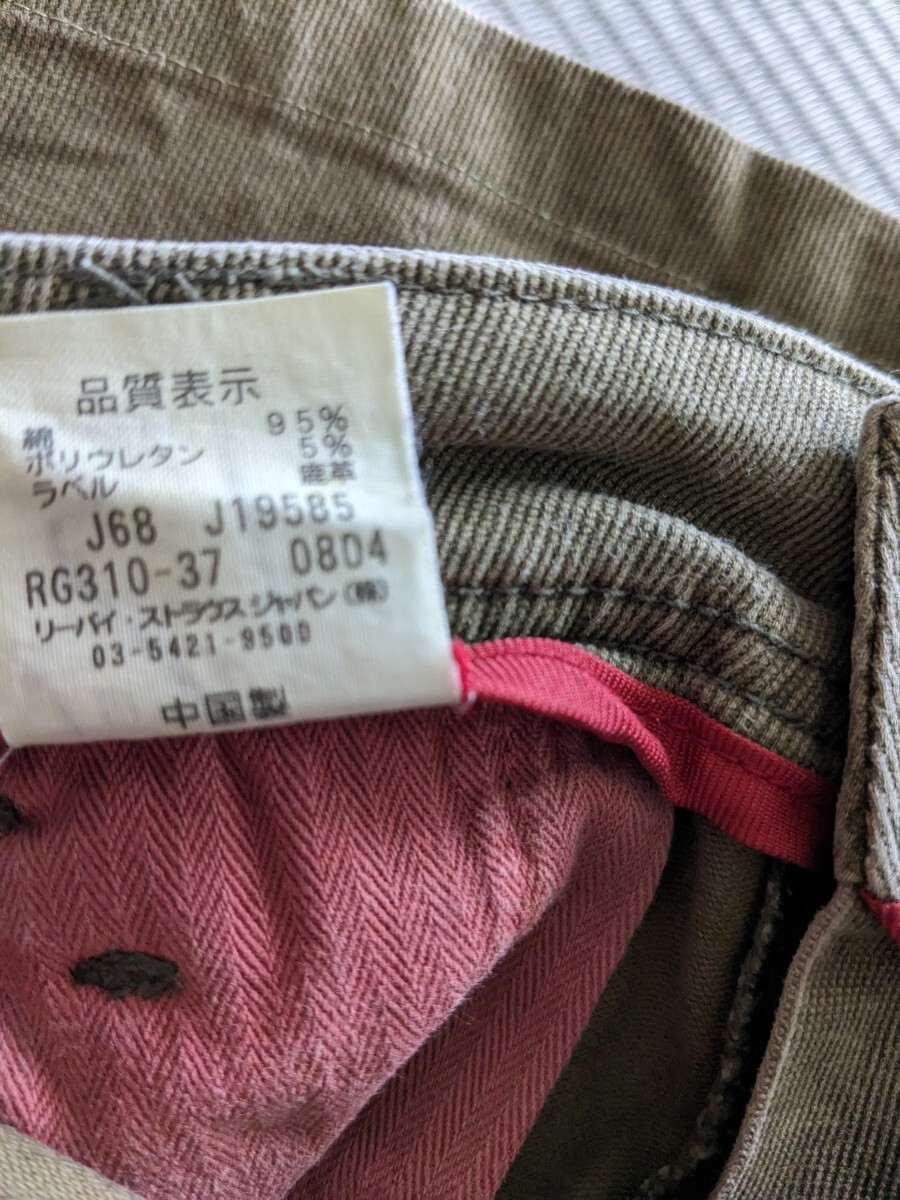 品質表示
綿 95%
ポリウレタン 5%
ラベル 鹿革
J68 J19585
RG310-37 0804
リーバイ・ストラウスジャパン(株)
03-5421-9500
中国製